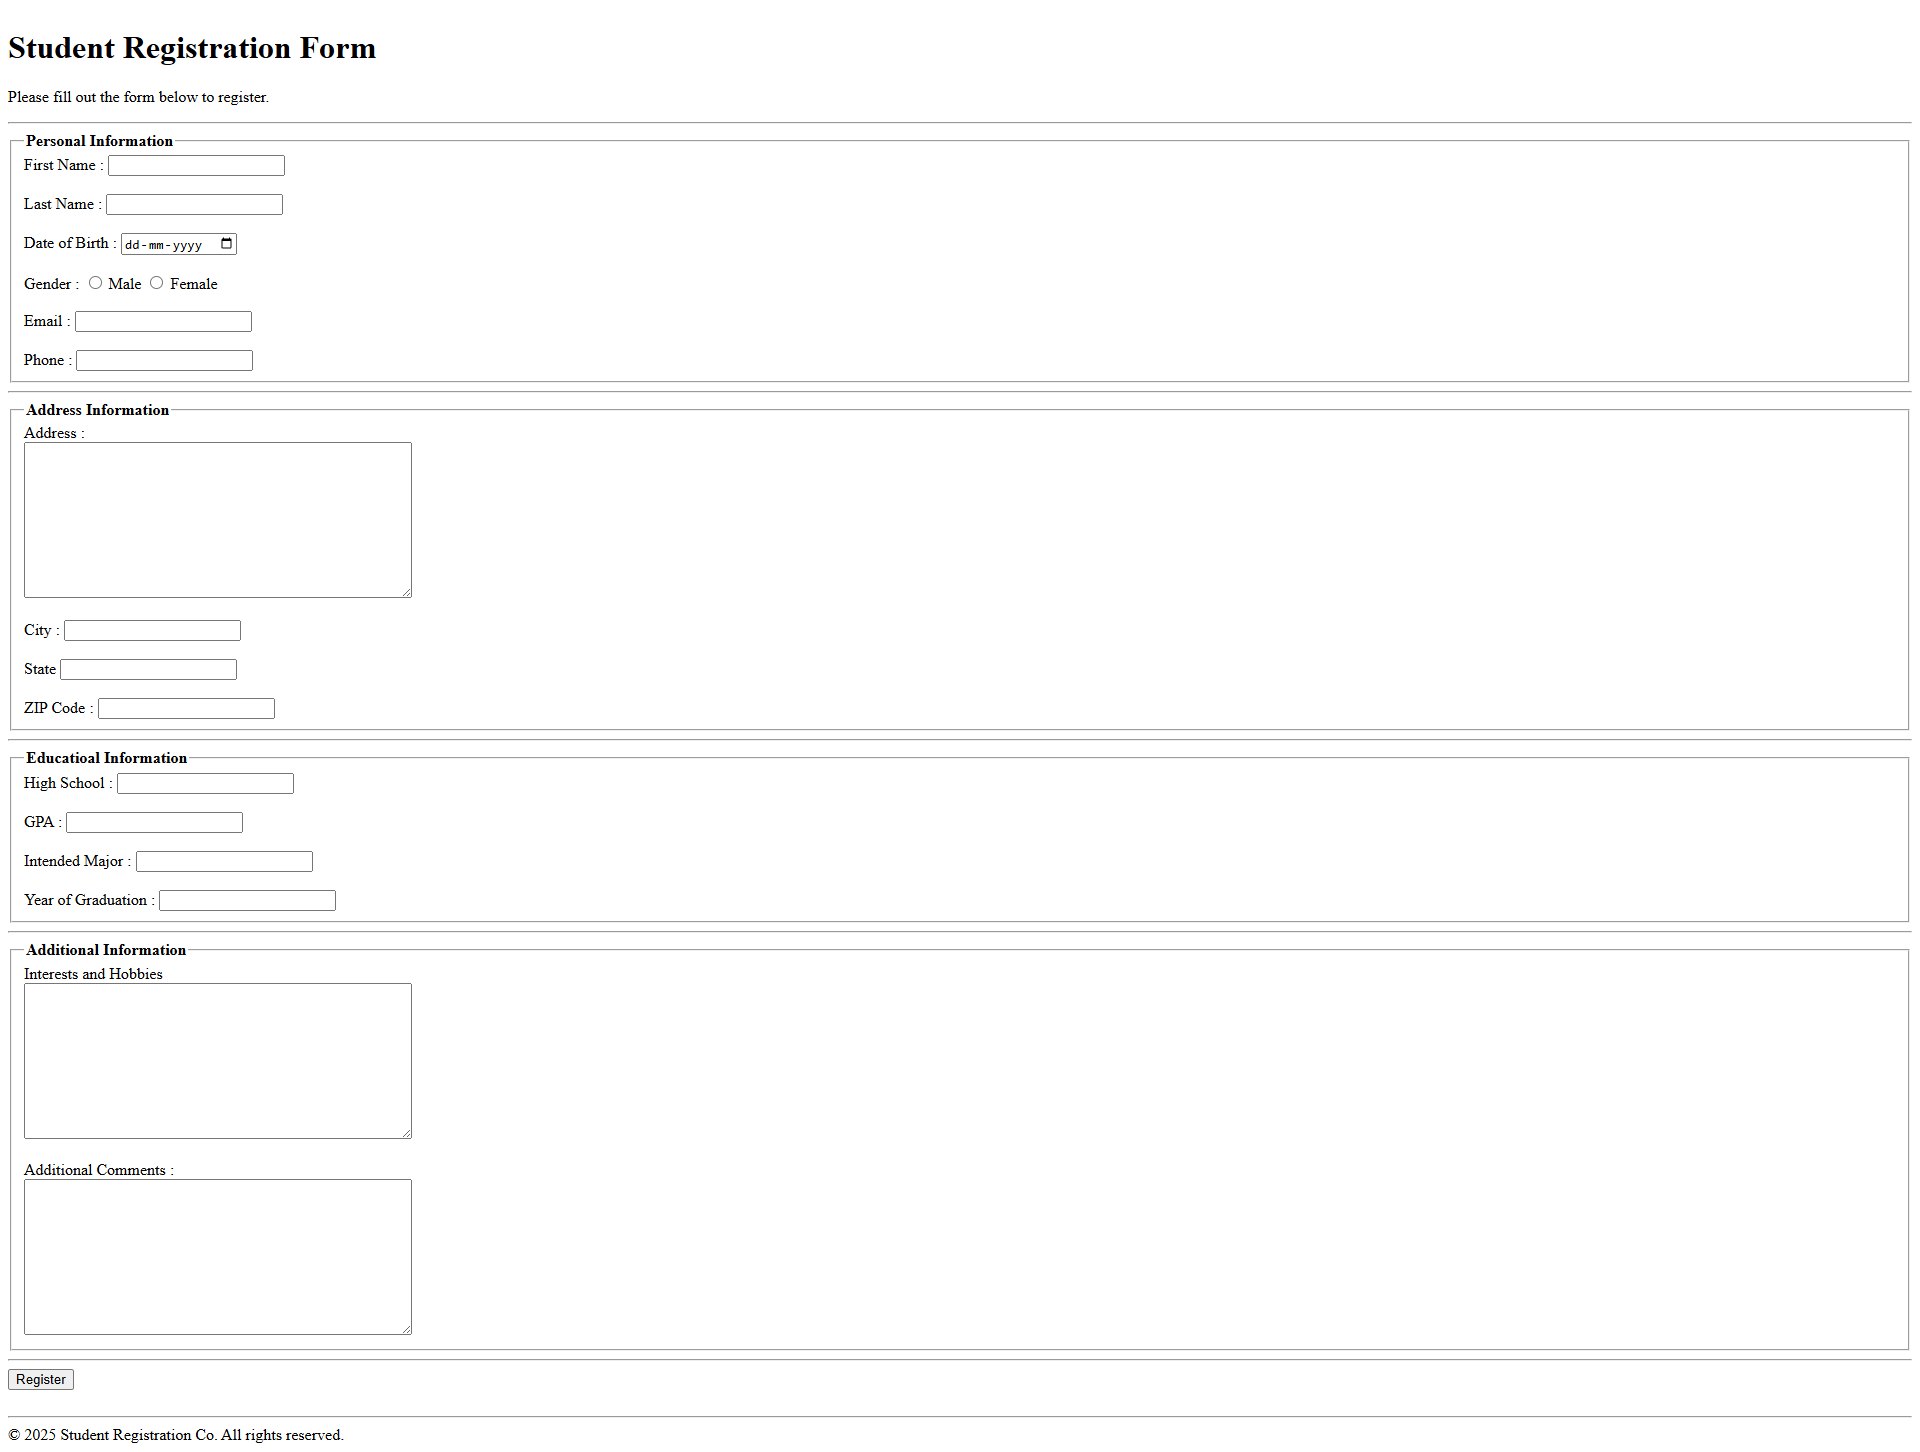 Student Registration Form
Please fill out the form below to register.
Personal Information
First Name :
Last Name :
Date of Birth : dd-mm-yyyy
Gender : Male Female
Email :
Phone :
Address Information
Address :
City :
State
ZIP Code :
Educatioal Information
High School :
GPA :
Intended Major :
Year of Graduation :
Additional Information
Interests and Hobbies
Additional Comments :
Register
© 2025 Student Registration Co. All rights reserved.